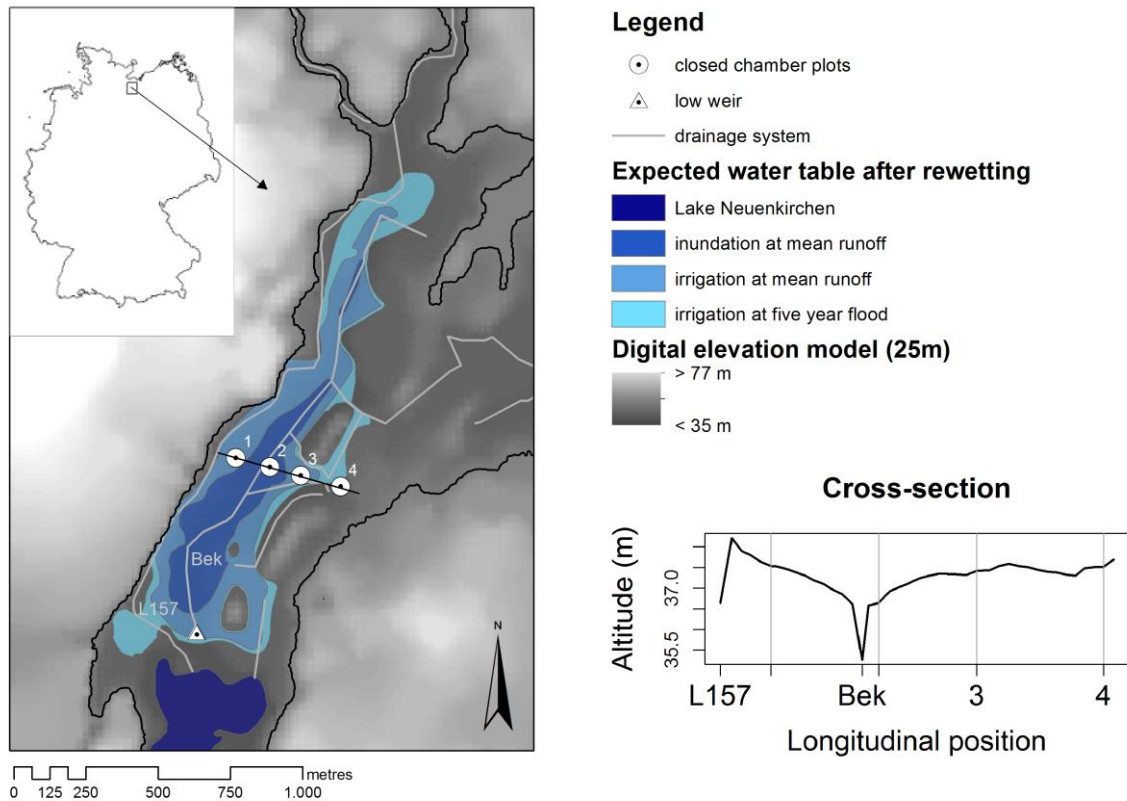 1
2
3
4
Bek
L157
N
metres
0 125 250 500 750 1.000
Legend
closed chamber plots
low weir
drainage system
Expected water table after rewetting
Lake Neuenkirchen
inundation at mean runoff
irrigation at mean runoff
irrigation at five year flood
Digital elevation model (25m)
> 77 m
< 35 m
Cross-section
Altitude (m)
37.0
35.5
L157 Bek 3 4
Longitudinal position